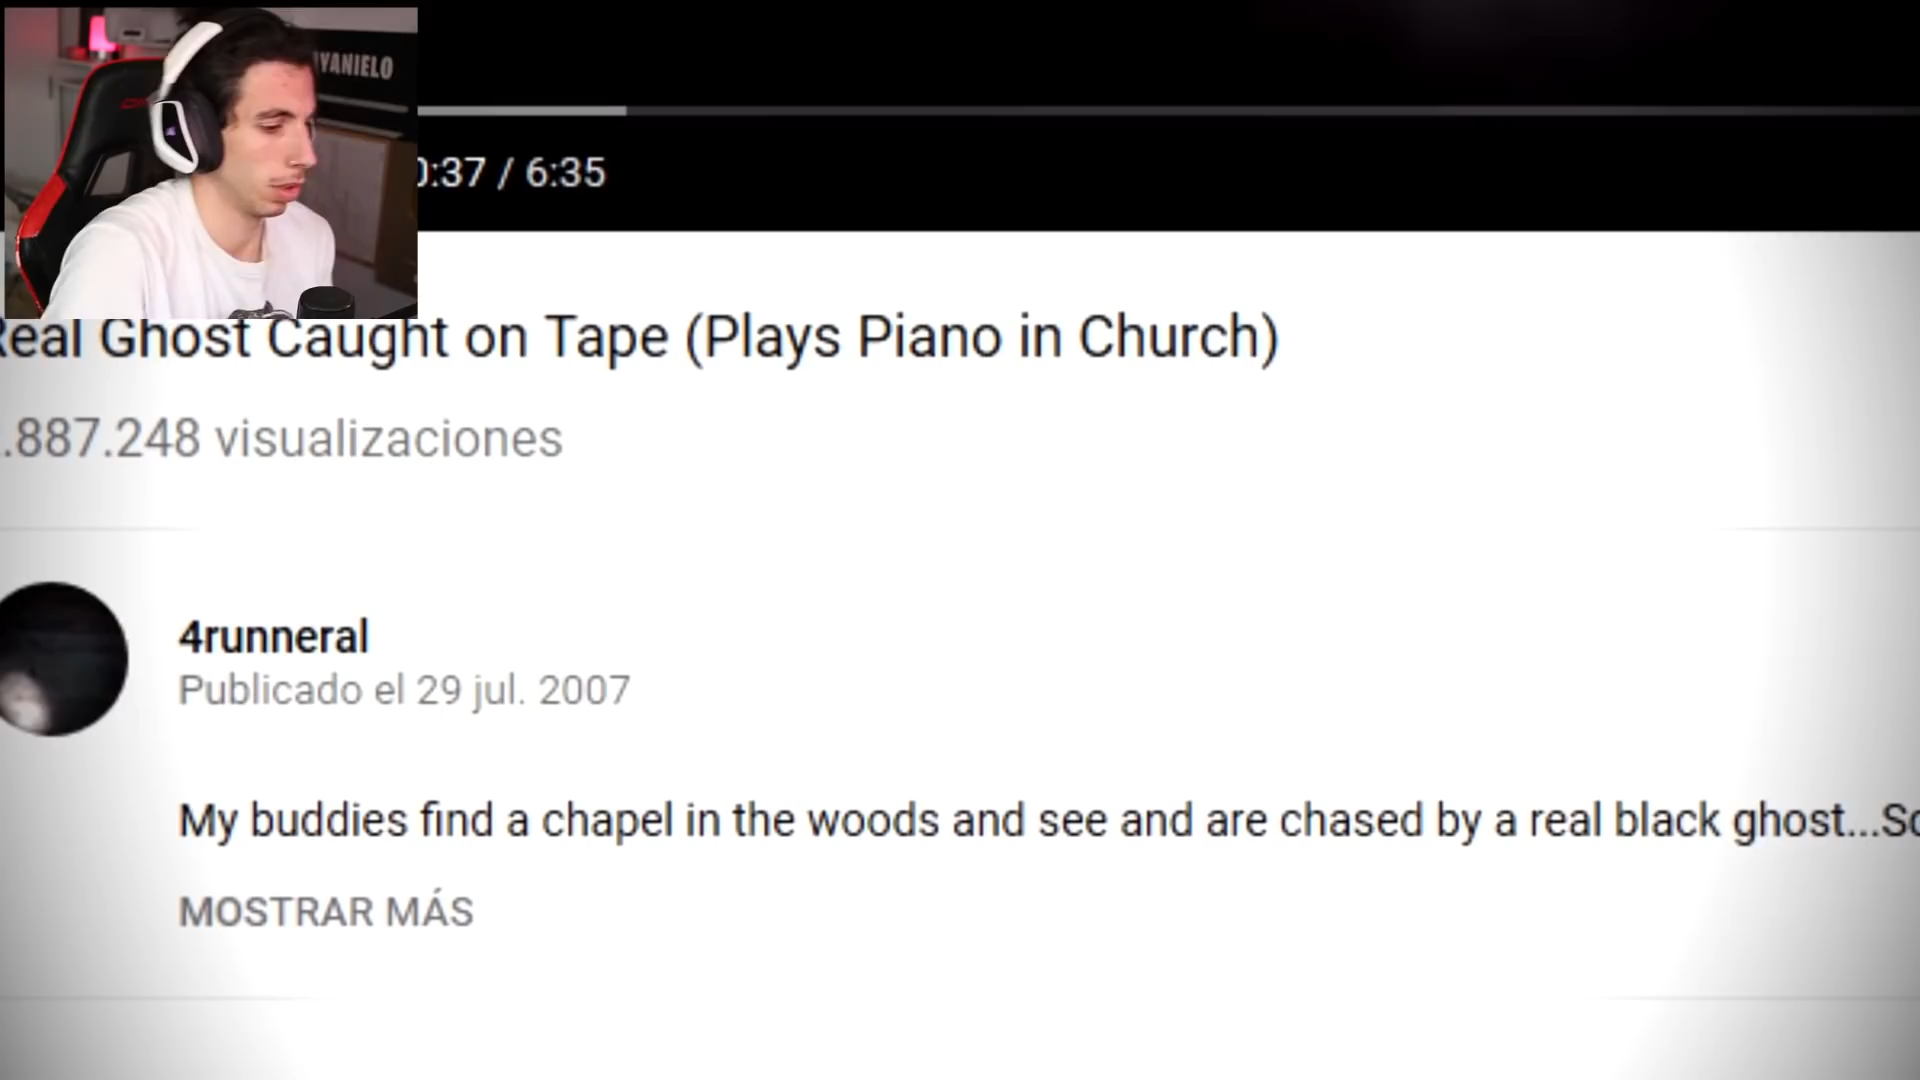 YANIELO
0:37 / 6:35
Real Ghost Caught on Tape (Plays Piano in Church)
.887.248 visualizaciones
4runneral
Publicado el 29 jul. 2007
My buddies find a chapel in the woods and see and are chased by a real black ghost...So
MOSTRAR MÁS